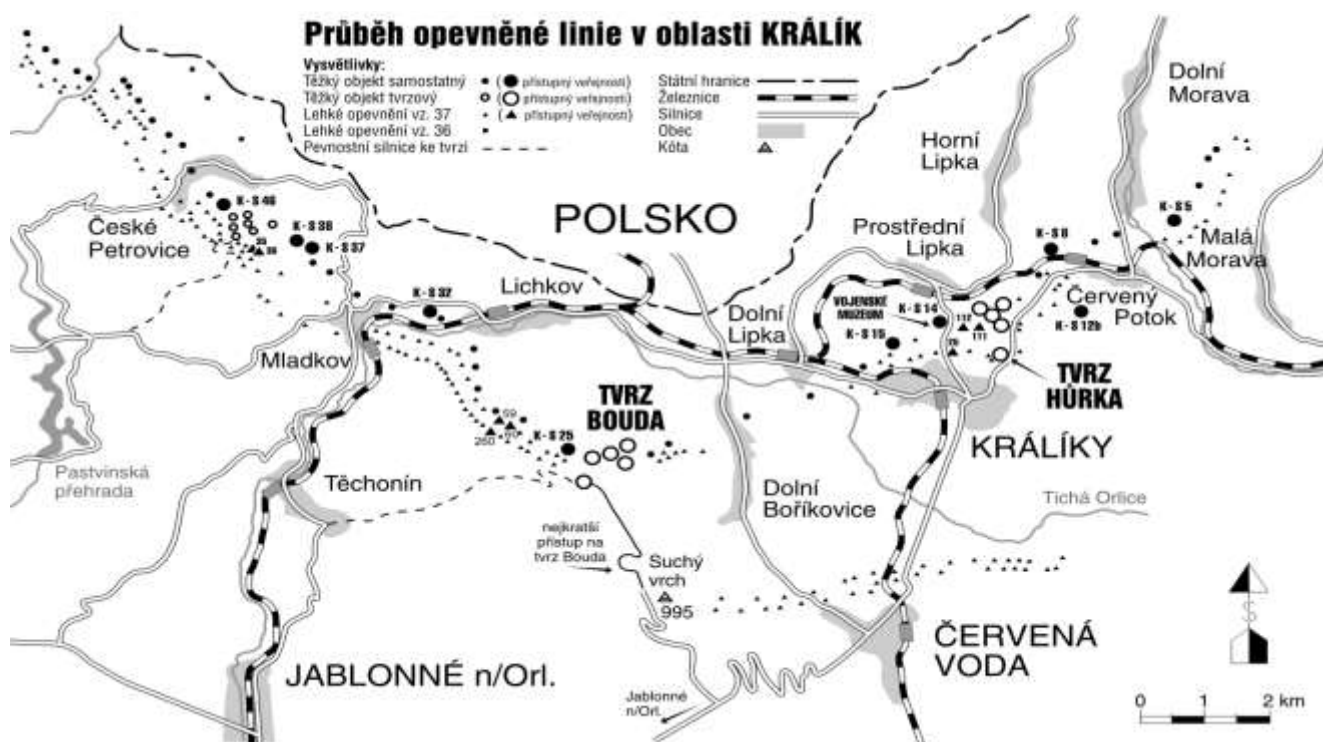 Průběh opevněné linie v oblasti KRÁLÍK
Vysvětlivky:
Těžký objekt samostatný ( přístupný veřejnosti)
Těžký objekt tvrzový ( přístupný veřejnosti)
Lehké opevnění vz. 37 ( přístupný veřejnosti)
Lehké opevnění vz. 36
Pevnostní silnice ke tvrzi
Státní hranice
Železnice
Silnice
Obec
Kóta
Dolní
Morava
Horní
Lipka
POLSKO
Prostřední
Lipka
K - S 5
Malá
Morava
K - S 8
Červený
Potok
K - S 12b
České
Petrovice
K - S 46
K - S 38
K - S 37
K - S 32
Lichkov
Mladkov
Dolní
Lipka
VOJENSKÉ
MUZEUM
K - S 14
K - S 15
112
111
TVRZ
HŮRKA
TVRZ
BOUDA
59
60
260
K - S 25
KRÁLÍKY
Pastvinská
přehrada
Těchonín
Dolní
Boříkovice
Tichá Orlice
nejkratší
přístup na
tvrz Bouda
Suchý
vrch
995
ČERVENÁ
VODA
JABLONNÉ n/Orl.
Jablonné
n/Orl.
S
0 1 2 km